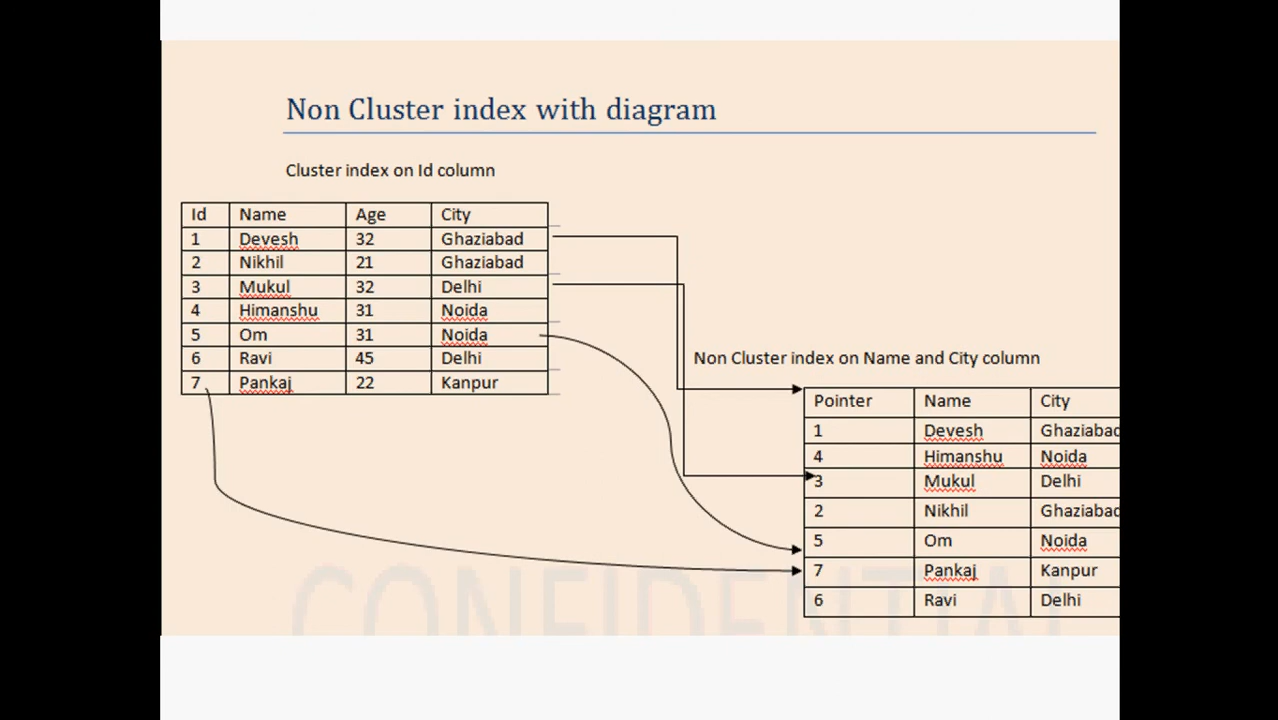 Non Cluster index with diagram
Cluster index on Id column
Id Name Age City
1 Devesh 32 Ghaziabad
2 Nikhil 21 Ghaziabad
3 Mukul 32 Delhi
4 Himanshu 31 Noida
5 Om 31 Noida
6 Ravi 45 Delhi
7 Pankaj 22 Kanpur
Non Cluster index on Name and City column
Pointer Name City
1 Devesh Ghaziabad
4 Himanshu Noida
3 Mukul Delhi
2 Nikhil Ghaziabad
5 Om Noida
7 Pankaj Kanpur
6 Ravi Delhi
CONFIDENTIAL